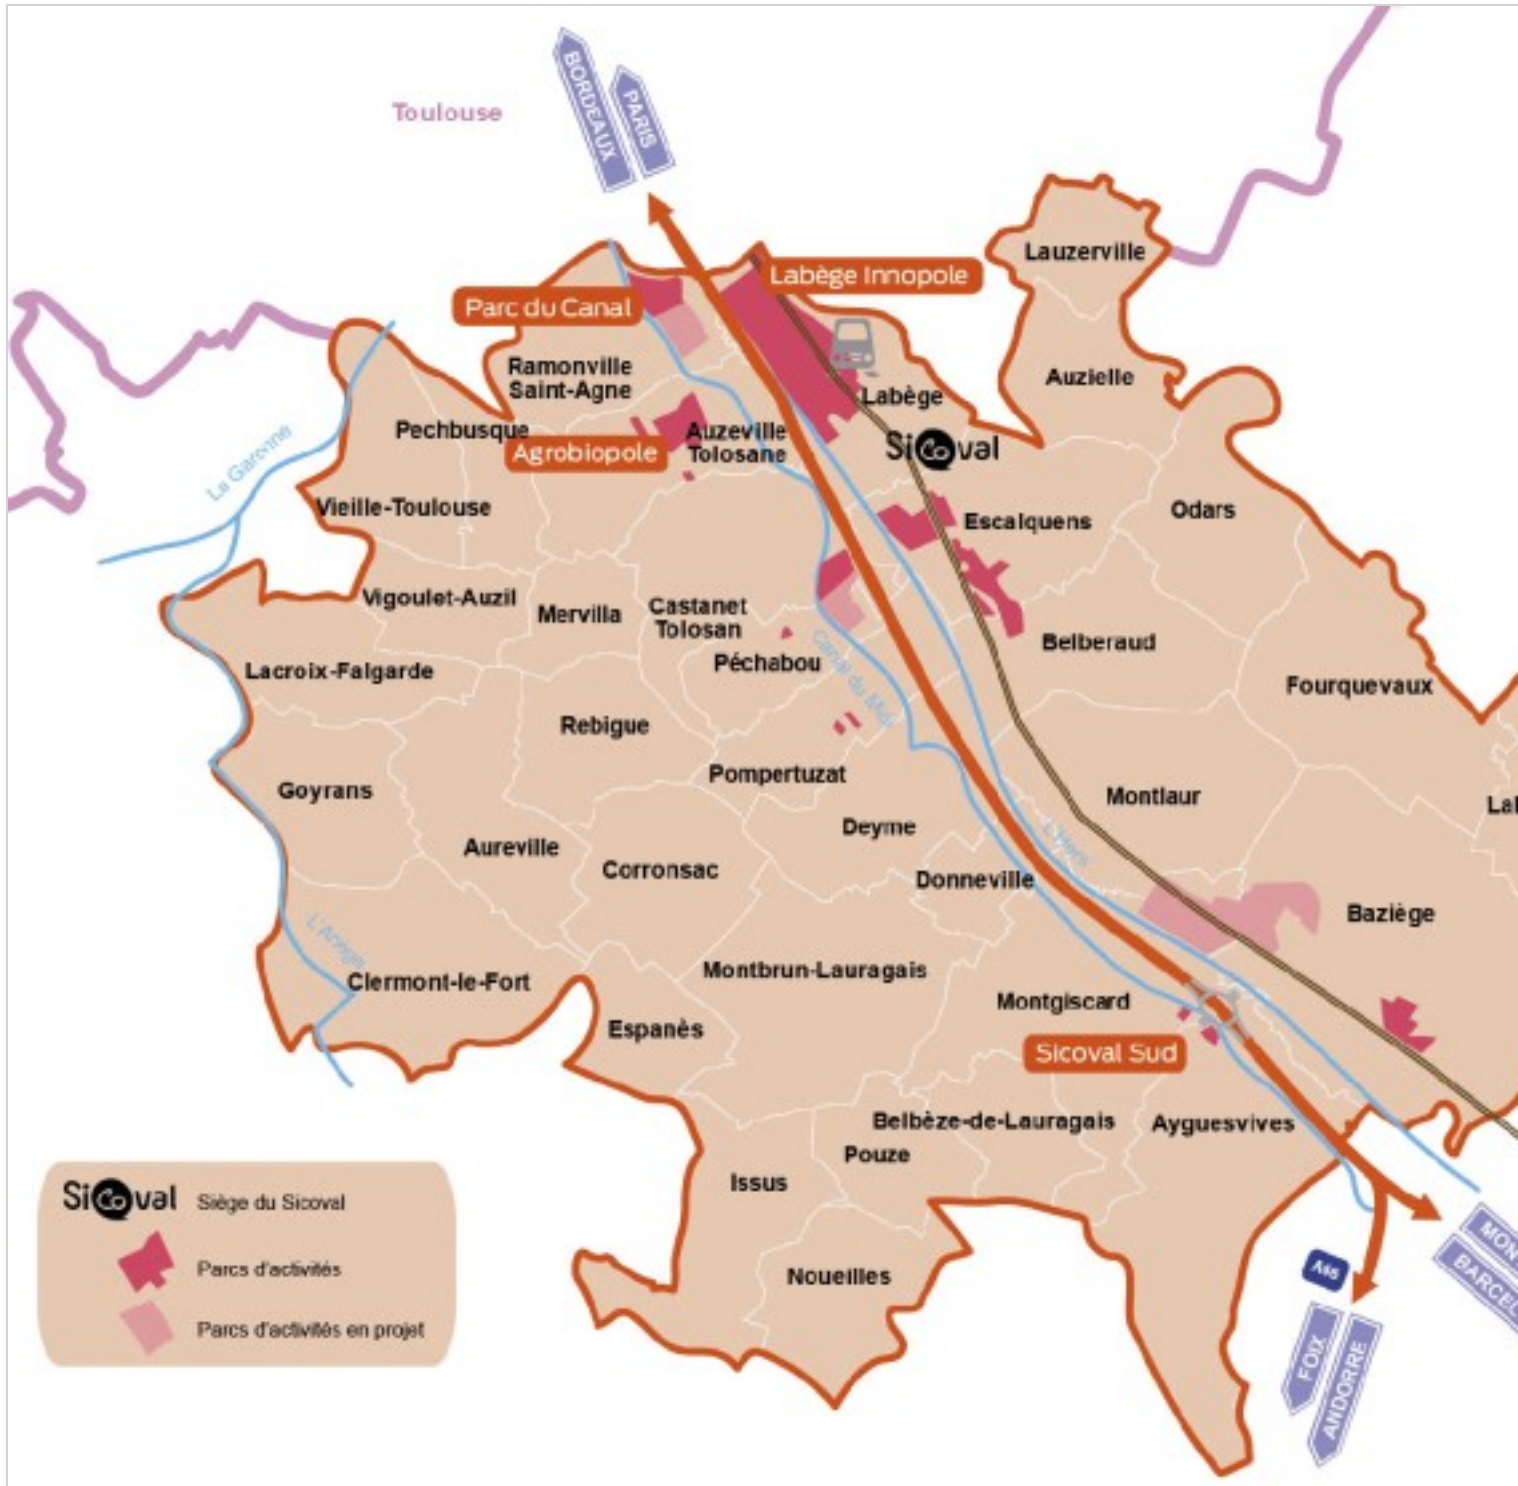 BORDEAUX
PARIS
Toulouse
Lauzerville
Labège Innopole
Parc du Canal
Ramonville
Saint-Agne
Auzielle
Labège
Pechbusque
Auzeville
Tolosane
Agrobiopole
Sicoval
La Garonne
Vieille-Toulouse
Escalquens
Odars
Vigoulet-Auzil
Mervilla
Castanet
Tolosan
Belberaud
Péchabou
Canal du Midi
Lacroix-Falgarde
Fourquevaux
Rebigue
Pompertuzat
Goyrans
Montlaur
Deyme
L'Hers
Aureville
Corronsac
Donneville
Baziège
L'Ariège
Clermont-le-Fort
Montbrun-Lauragais
Montgiscard
Espanès
Sicoval Sud
Belbèze-de-Lauragais
Ayguesvives
Pouze
Issus
Noueilles
Sicoval Siège du Sicoval
Parcs d'activités
Parcs d'activités en projet
A66
FOIX
ANDORRE